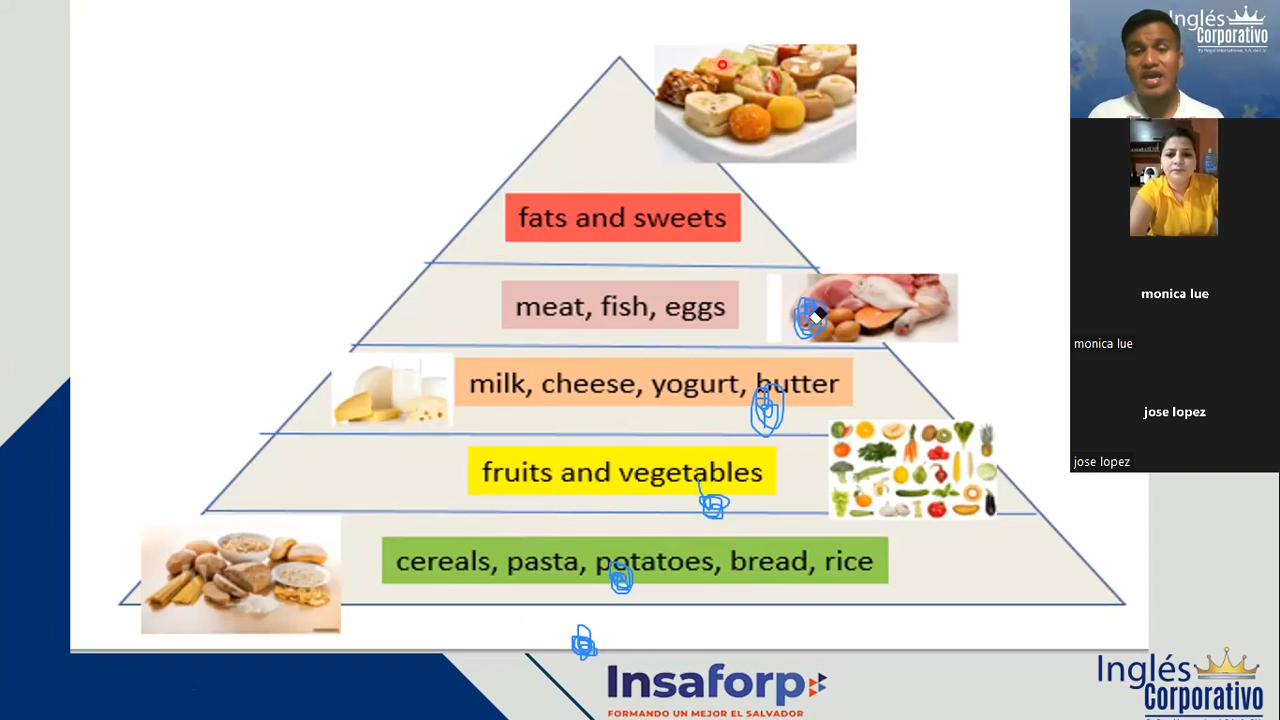 Inglés
Corporativo
fats and sweets
meat, fish, eggs
monica lue
monica lue
milk, cheese, yogurt, butter
jose lopez
jose lopez
fruits and vegetables
cereals, pasta, potatoes, bread, rice
Insaforp
FORMANDO UN MEJOR EL SALVADOR
Inglés
Corporativo